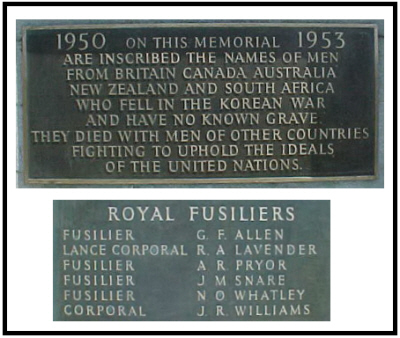 1950 ON THIS MEMORIAL 1953
ARE INSCRIBED THE NAMES OF MEN
FROM BRITAIN CANADA AUSTRALIA
NEW ZEALAND AND SOUTH AFRICA
WHO FELL IN THE KOREAN WAR
AND HAVE NO KNOWN GRAVE.
THEY DIED WITH MEN OF OTHER COUNTRIES
FIGHTING TO UPHOLD THE IDEALS
OF THE UNITED NATIONS.
ROYAL FUSILIERS
FUSILIER G. F. ALLEN
LANCE CORPORAL R. A LAVENDER
FUSILIER A R. PRYOR
FUSILIER J. M SNARE
FUSILIER N O WHATLEY
CORPORAL J. R. WILLIAMS